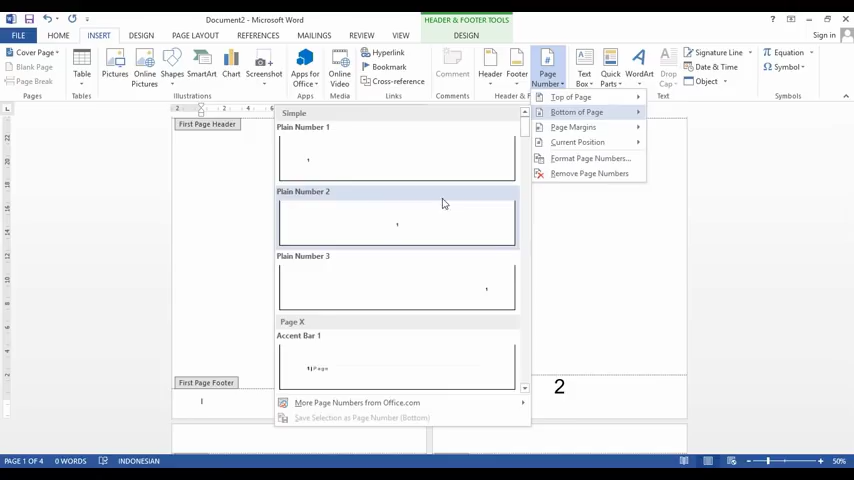 Document2 - Microsoft Word
HEADER & FOOTER TOOLS
Sign in
FILE HOME INSERT DESIGN PAGE LAYOUT REFERENCES MAILINGS REVIEW VIEW DESIGN
Cover Page
Blank Page
Page Break
Pages
Table
Tables
Pictures
Online Pictures
Shapes
SmartArt
Chart
Screenshot
Illustrations
Apps for Office
Apps
Online Video
Media
Hyperlink
Bookmark
Cross-reference
Links
Comment
Header
Footer
Page Number
Header & F
Text Box
Quick Parts
WordArt
Drop Cap
Signature Line
Date & Time
Object
Text
Equation
Symbol
Symbols
Top of Page
Bottom of Page
Page Margins
Current Position
Format Page Numbers...
Remove Page Numbers
Simple
Plain Number 1
1
Plain Number 2
1
Plain Number 3
1
Page X
Accent Bar 1
1|Page
More Page Numbers from Office.com
Save Selection as Page Number (Bottom)
First Page Header
First Page Footer
2
PAGE 1 OF 4 0 WORDS INDONESIAN
50%